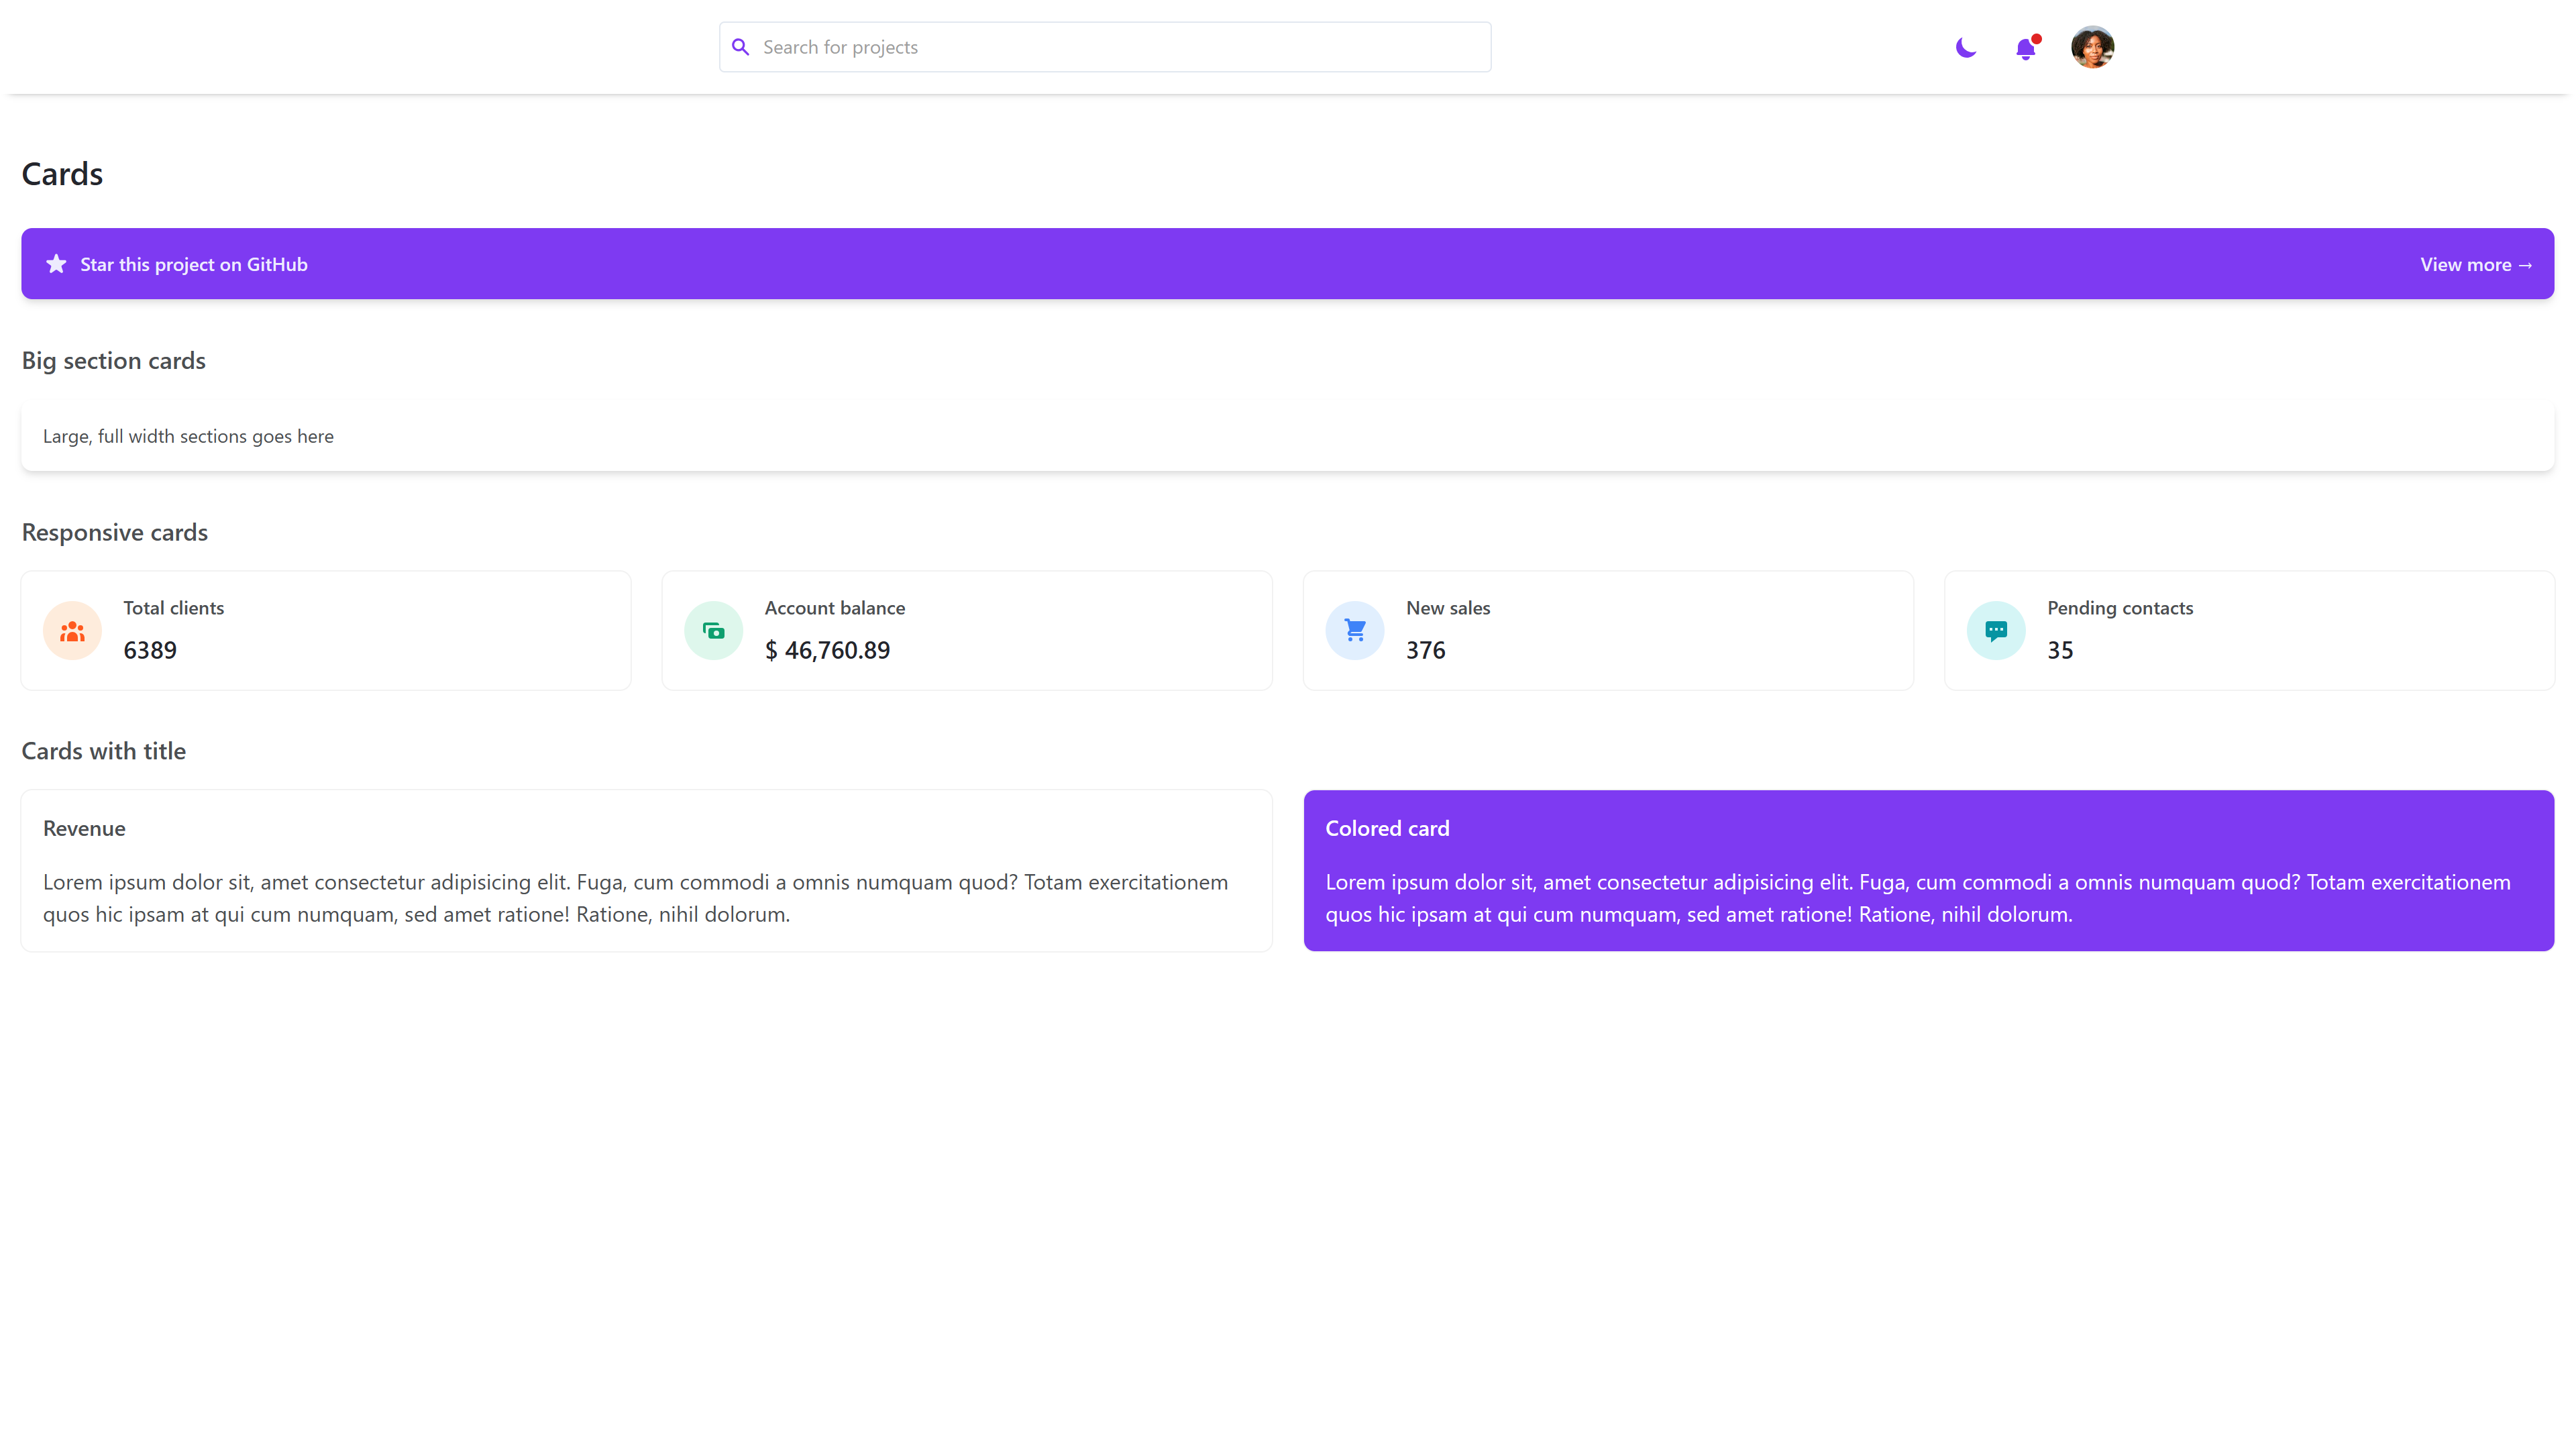 Search for projects
Cards
Star this project on GitHub
View more →
Big section cards
Large, full width sections goes here
Responsive cards
Total clients
6389
Account balance
$ 46,760.89
New sales
376
Pending contacts
35
Cards with title
Revenue
Lorem ipsum dolor sit, amet consectetur adipisicing elit. Fuga, cum commodi a omnis numquam quod? Totam exercitationem
quos hic ipsam at qui cum numquam, sed amet ratione! Ratione, nihil dolorum.
Colored card
Lorem ipsum dolor sit, amet consectetur adipisicing elit. Fuga, cum commodi a omnis numquam quod? Totam exercitationem
quos hic ipsam at qui cum numquam, sed amet ratione! Ratione, nihil dolorum.